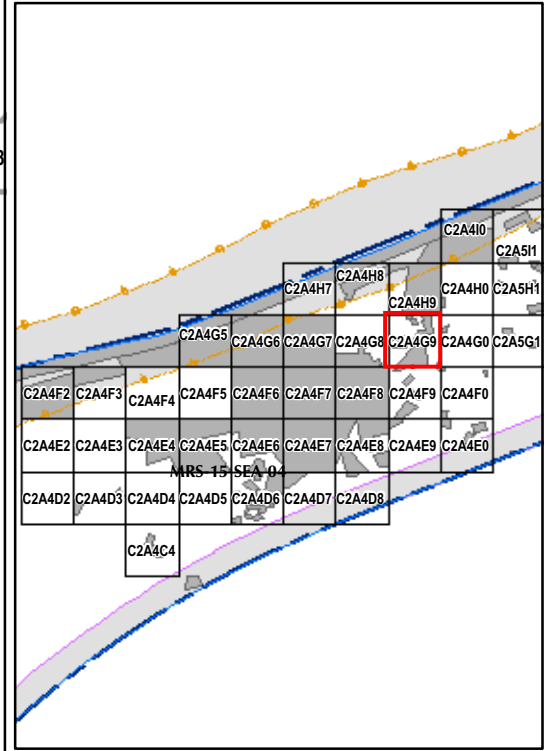 C2A4I0
C2A5I1
C2A4H7 C2A4H8 C2A4H9 C2A4H0 C2A5H1
C2A4G5 C2A4G6 C2A4G7 C2A4G8 C2A4G9 C2A4G0 C2A5G1
C2A4F2 C2A4F3 C2A4F4 C2A4F5 C2A4F6 C2A4F7 C2A4F8 C2A4F9 C2A4F0
C2A4E2 C2A4E3 C2A4E4 C2A4E5 C2A4E6 C2A4E7 C2A4E8 C2A4E9 C2A4E0
MRS-15-SEA-04
C2A4D2 C2A4D3 C2A4D4 C2A4D5 C2A4D6 C2A4D7 C2A4D8
C2A4C4